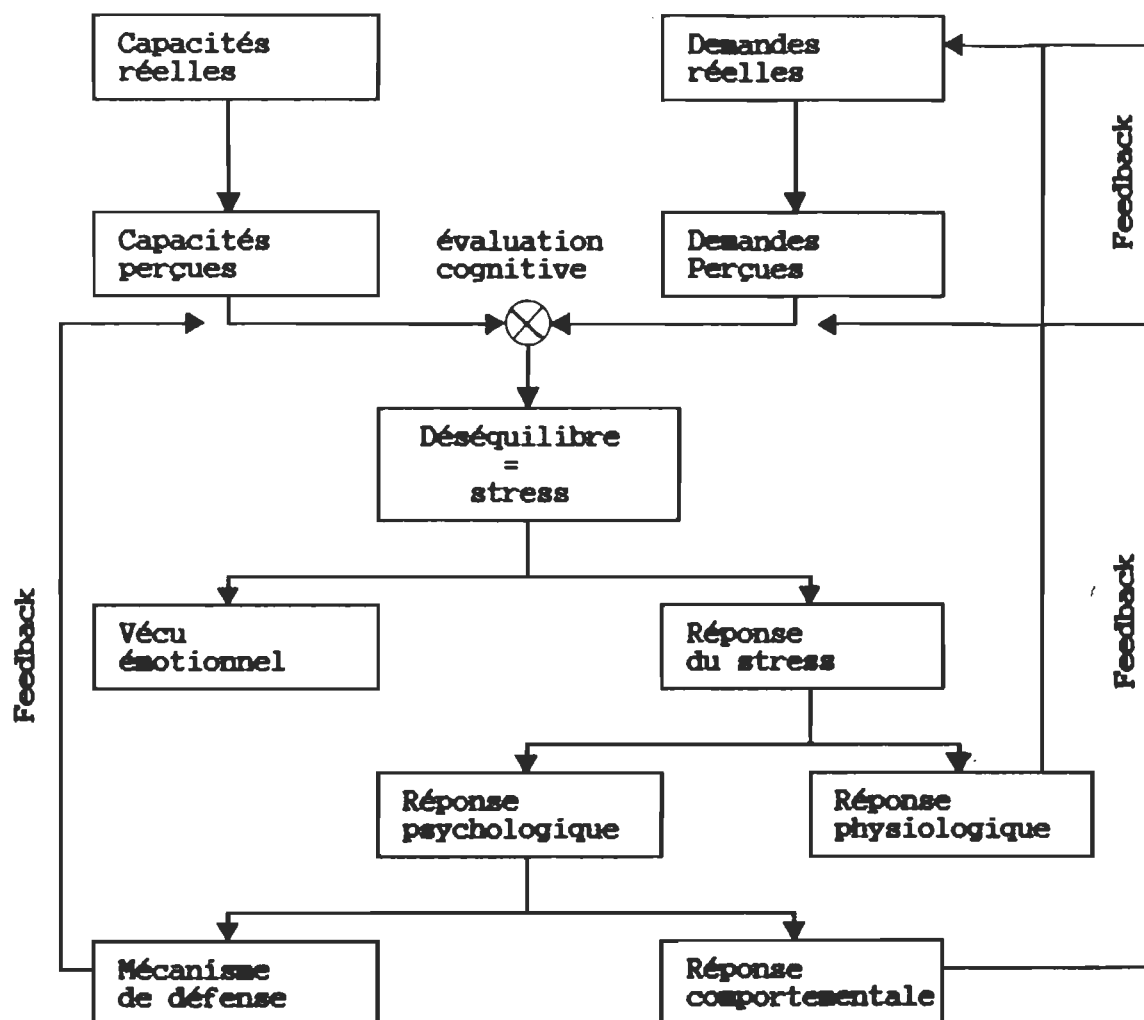 Capacités
réelles
Demandes
réelles
Feedback
Capacités
perçues
évaluation
cognitive
Demandes
Perçues
Déséquilibre
=
stress
Feedback
Vécu
émotionnel
Réponse
du stress
Feedback
Réponse
psychologique
Réponse
physiologique
Mécanisme
de défense
Réponse
comportementale